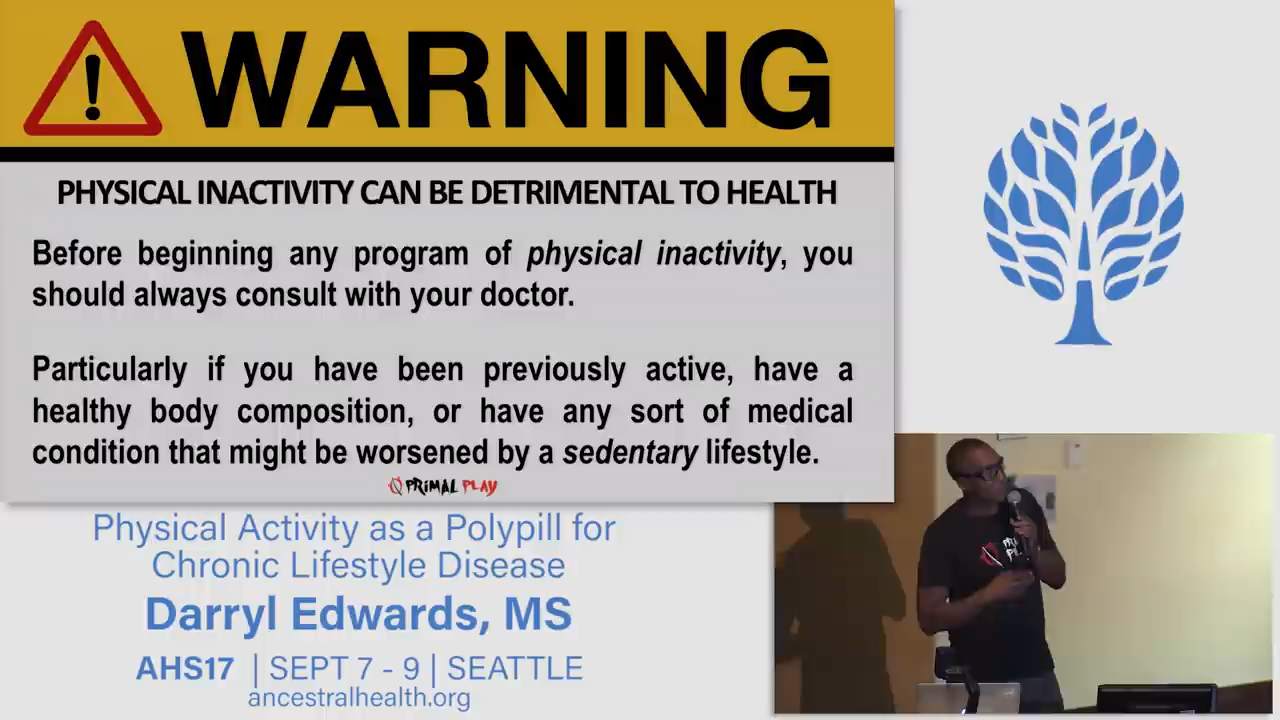 WARNING
PHYSICAL INACTIVITY CAN BE DETRIMENTAL TO HEALTH
Before beginning any program of physical inactivity, you
should always consult with your doctor.
Particularly if you have been previously active, have a
healthy body composition, or have any sort of medical
condition that might be worsened by a sedentary lifestyle.
PRIMAL PLAY
Physical Activity as a Polypill for
Chronic Lifestyle Disease
Darryl Edwards, MS
AHS17 | SEPT 7 - 9 | SEATTLE
ancestralhealth.org